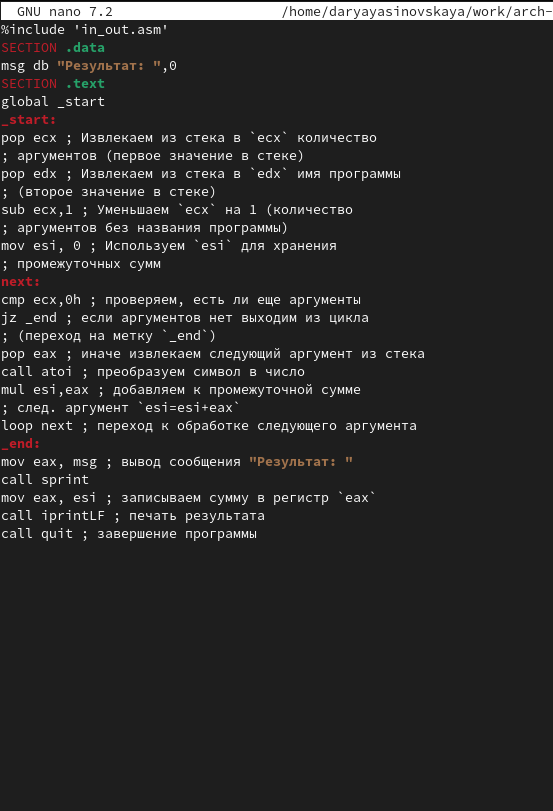 GNU nano 7.2 /home/daryayasinovskaya/work/arch-
%include 'in_out.asm'
SECTION .data
msg db "Результат: ",0
SECTION .text
global _start
_start:
pop ecx ; Извлекаем из стека в `ecx` количество
; аргументов (первое значение в стеке)
pop edx ; Извлекаем из стека в `edx` имя программы
; (второе значение в стеке)
sub ecx,1 ; Уменьшаем `ecx` на 1 (количество
; аргументов без названия программы)
mov esi, 0 ; Используем `esi` для хранения
; промежуточных сумм
next:
cmp ecx,0h ; проверяем, есть ли еще аргументы
jz _end ; если аргументов нет выходим из цикла
; (переход на метку `_end`)
pop eax ; иначе извлекаем следующий аргумент из стека
call atoi ; преобразуем символ в число
mul esi,eax ; добавляем к промежуточной сумме
; след. аргумент `esi=esi+eax`
loop next ; переход к обработке следующего аргумента
_end:
mov eax, msg ; вывод сообщения "Результат: "
call sprint
mov eax, esi ; записываем сумму в регистр `eax`
call iprintLF ; печать результата
call quit ; завершение программы